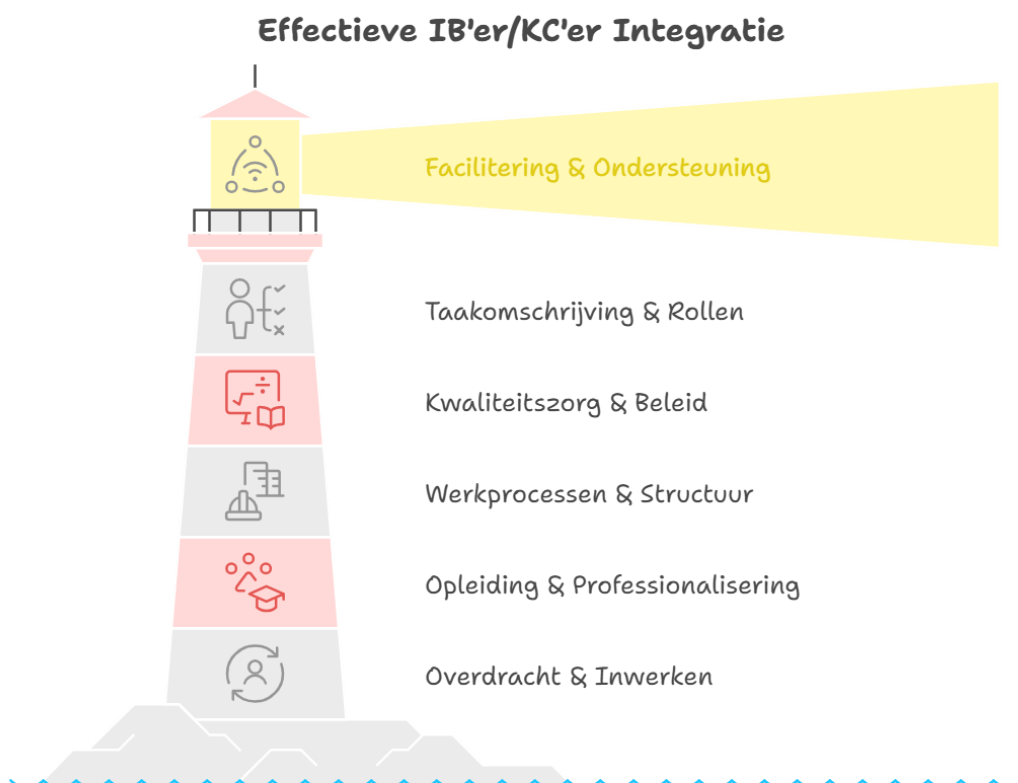 Effectieve IB'er/KC'er Integratie
Facilitering & Ondersteuning
Taakomschrijving & Rollen
Kwaliteitszorg & Beleid
Werkprocessen & Structuur
Opleiding & Professionalisering
Overdracht & Inwerken